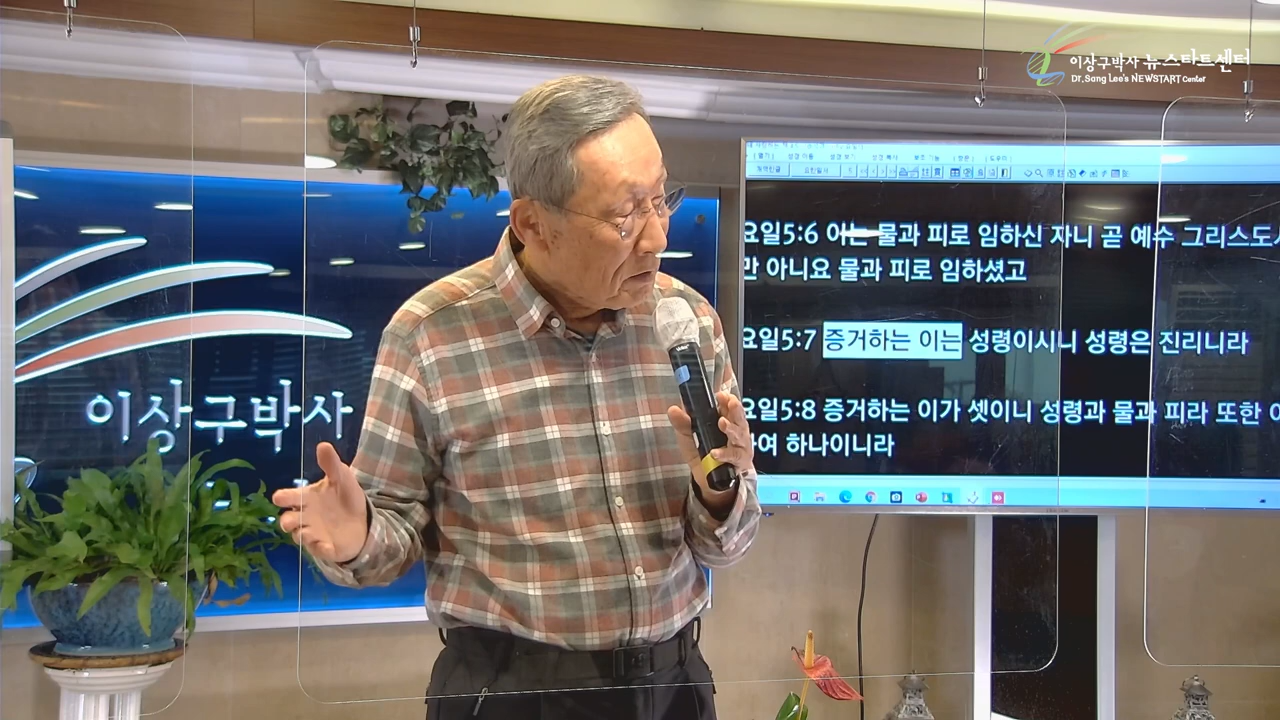 이상구박사 뉴스타트센터
Dr. Sang Lee's NEWSTART Center
요일5:6 이는 물과 피로 임하신 자니 곧 예수 그리스도시
만 아니요 물과 피로 임하셨고
요일5:7 증거하는 이는 성령이시니 성령은 진리니라
요일5:8 증거하는 이가 셋이니 성령과 물과 피라 또한 이
하여 하나이니라
이상구박사